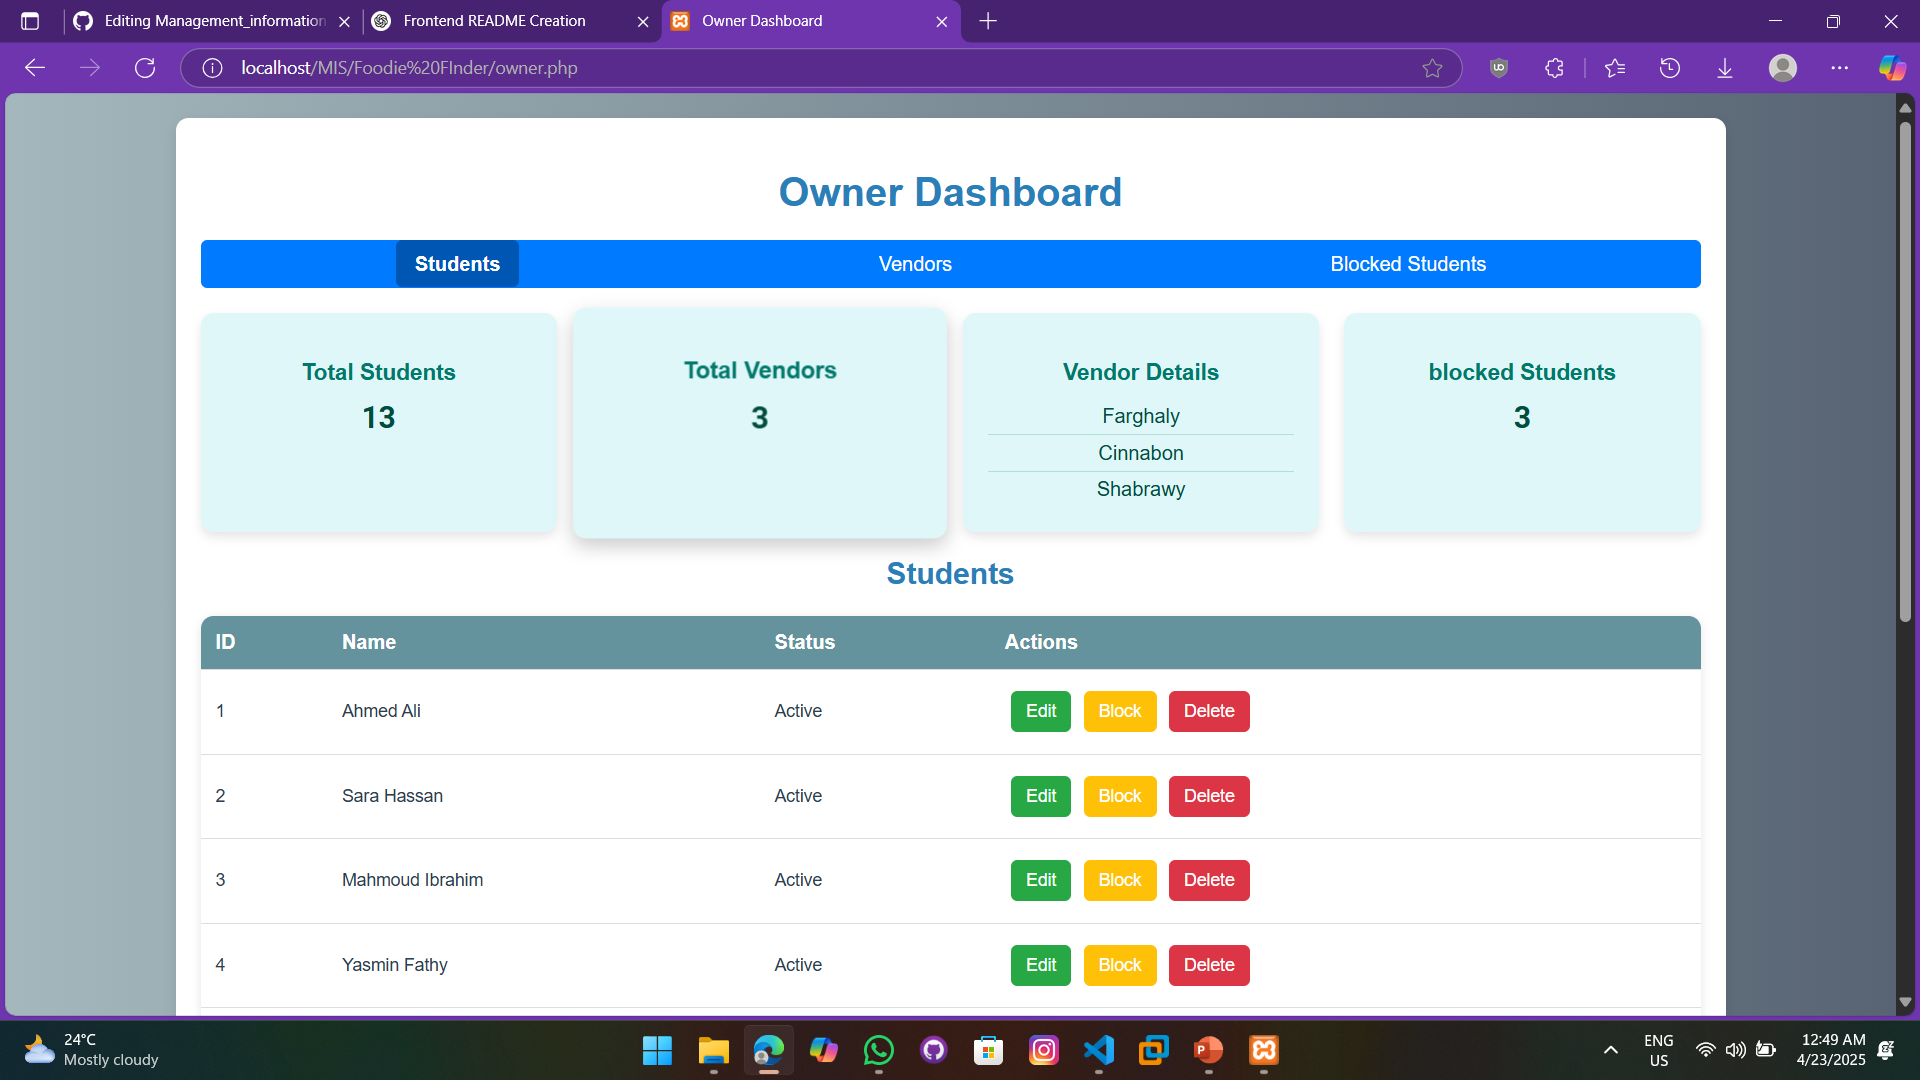 Editing Management_information
Frontend README Creation
Owner Dashboard
localhost/MIS/Foodie%20FInder/owner.php
Owner Dashboard
Students
Vendors
Blocked Students
Total Students
13
Total Vendors
3
Vendor Details
Farghaly
Cinnabon
Shabrawy
blocked Students
3
Students
ID Name Status Actions
1 Ahmed Ali Active Edit Block Delete
2 Sara Hassan Active Edit Block Delete
3 Mahmoud Ibrahim Active Edit Block Delete
4 Yasmin Fathy Active Edit Block Delete
24°C
Mostly cloudy
ENG
US
12:49 AM
4/23/2025